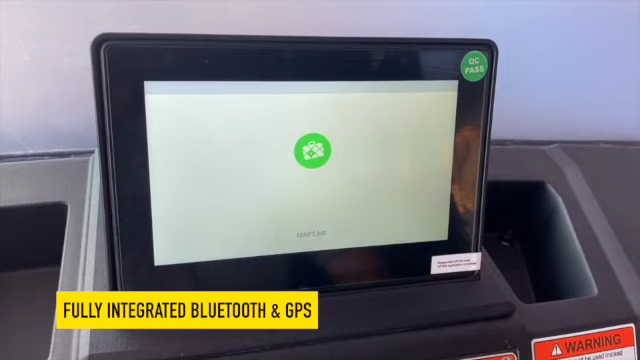 QC
PASS
MAPS.ME
FULLY INTEGRATED BLUETOOTH & GPS
WARNING